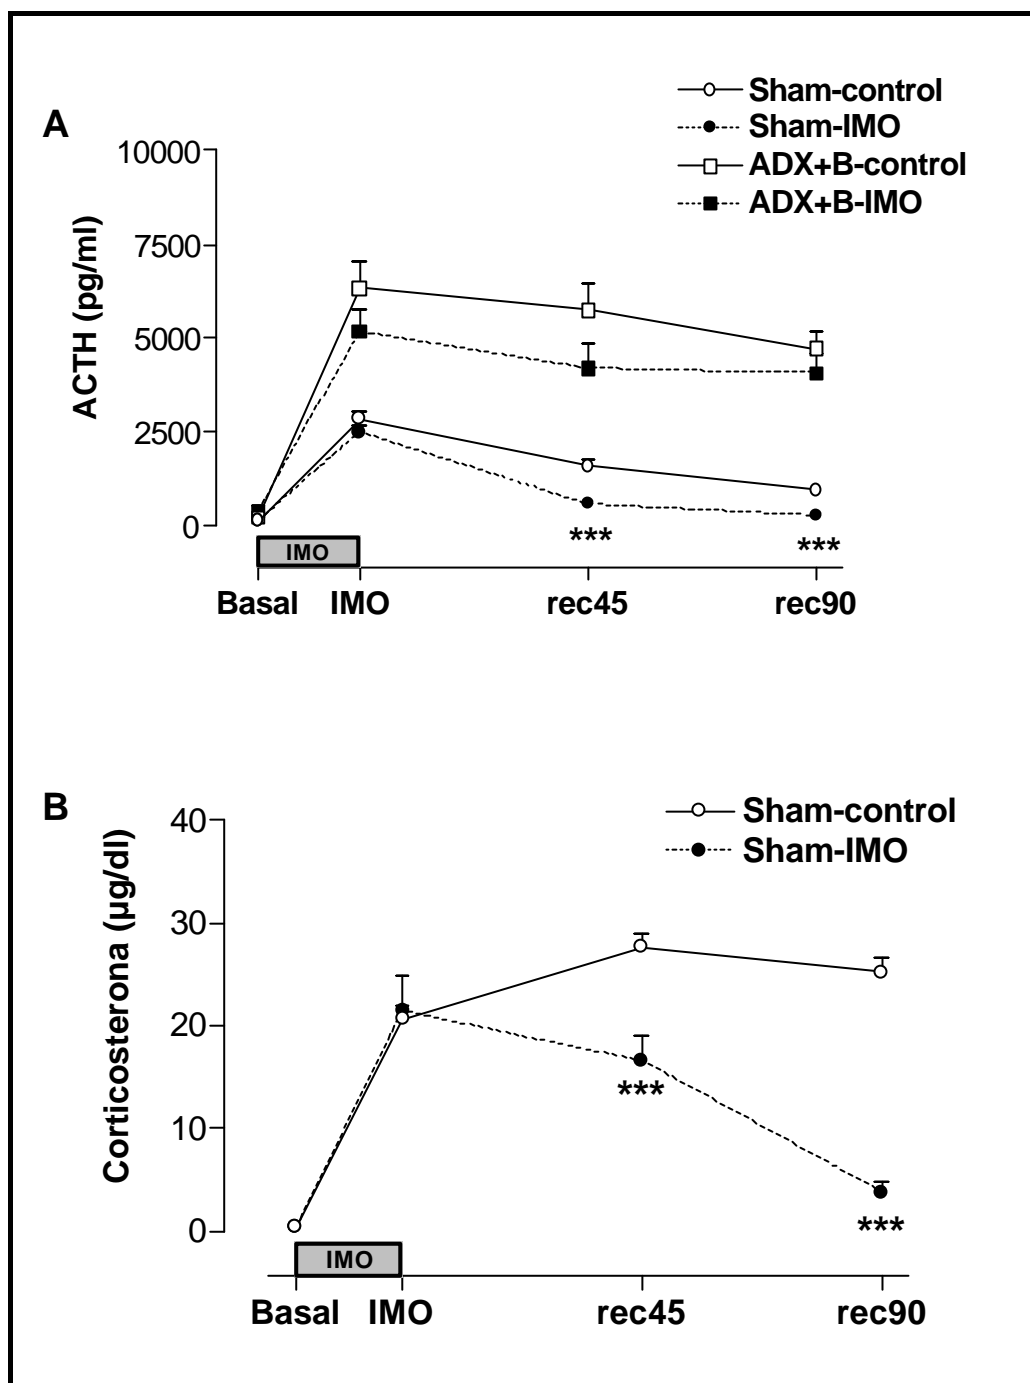 A
Sham-control
Sham-IMO
ADX+B-control
ADX+B-IMO
ACTH (pg/ml)
10000
7500
5000
2500
0
IMO
*** ***
Basal IMO rec45 rec90
B
Sham-control
Sham-IMO
Corticosterona (µg/dl)
40
30
20
10
0
***
***
IMO
Basal IMO rec45 rec90